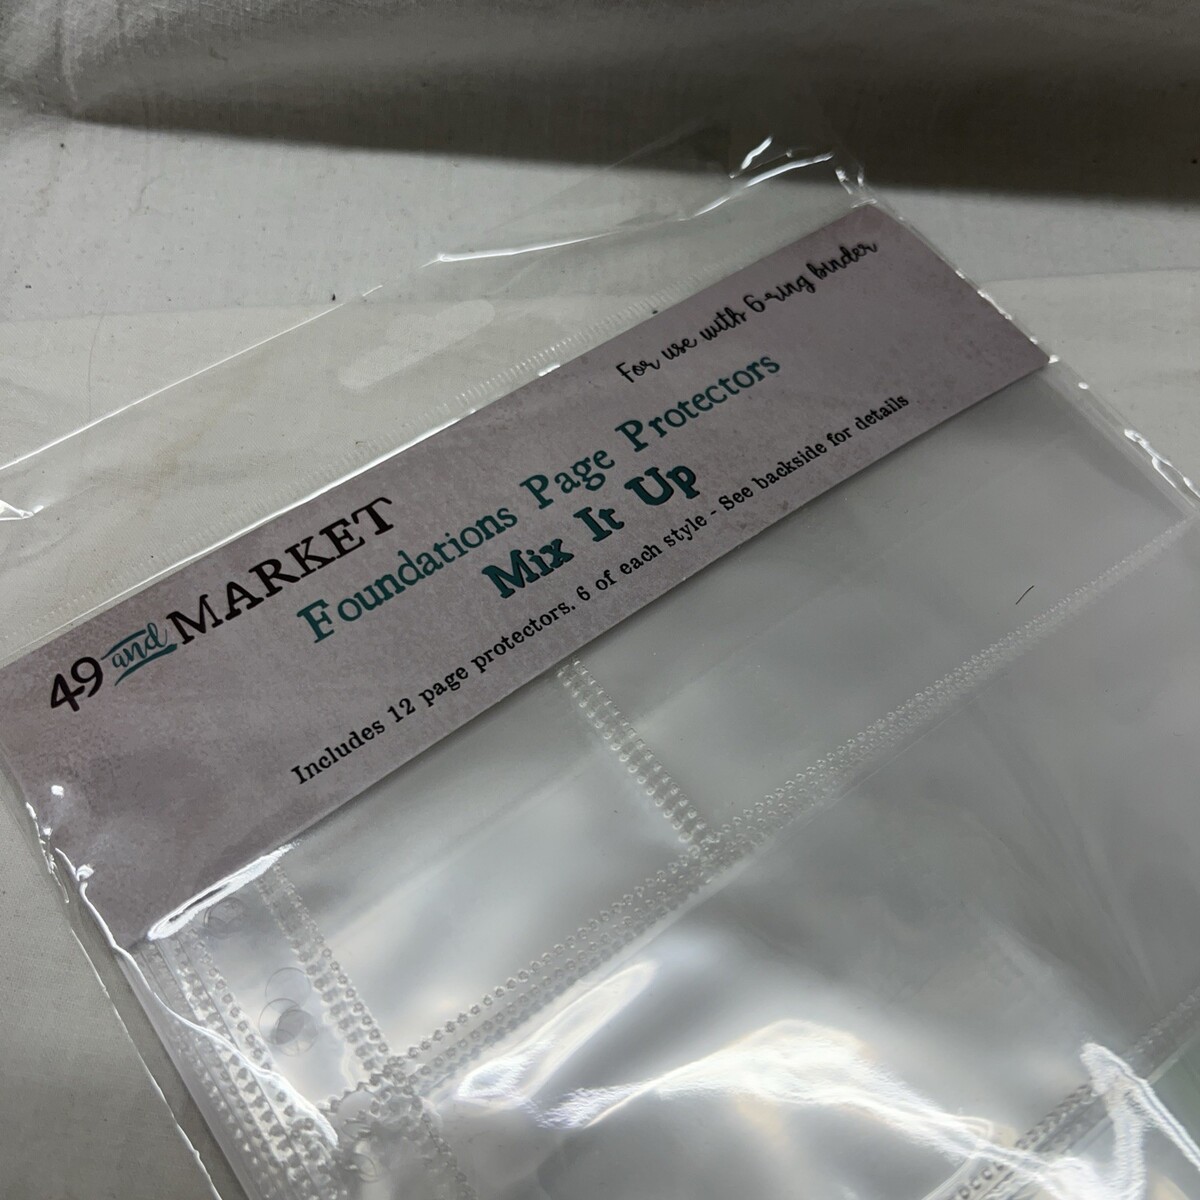 For use with 6-ring binder
49 and MARKET
Foundations Page Protectors
Mix It Up
Includes 12 page protectors. 6 of each style - See backside for details